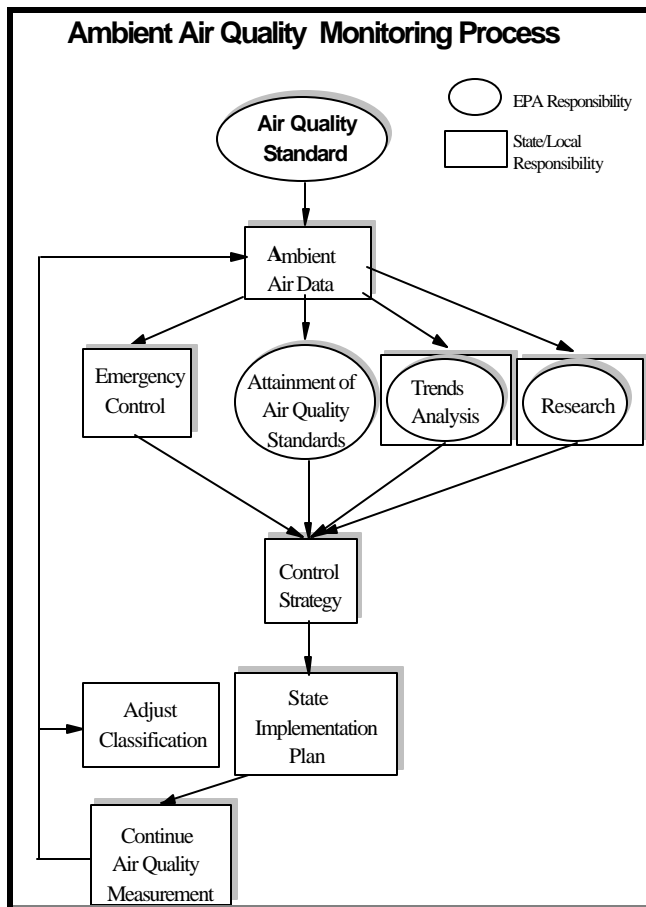 Ambient Air Quality Monitoring Process
EPA Responsibility
State/Local
Responsibility
Air Quality
Standard
Ambient
Air Data
Emergency
Control
Attainment of
Air Quality
Standards
Trends
Analysis
Research
Control
Strategy
State
Implementation
Plan
Adjust
Classification
Continue
Air Quality
Measurement